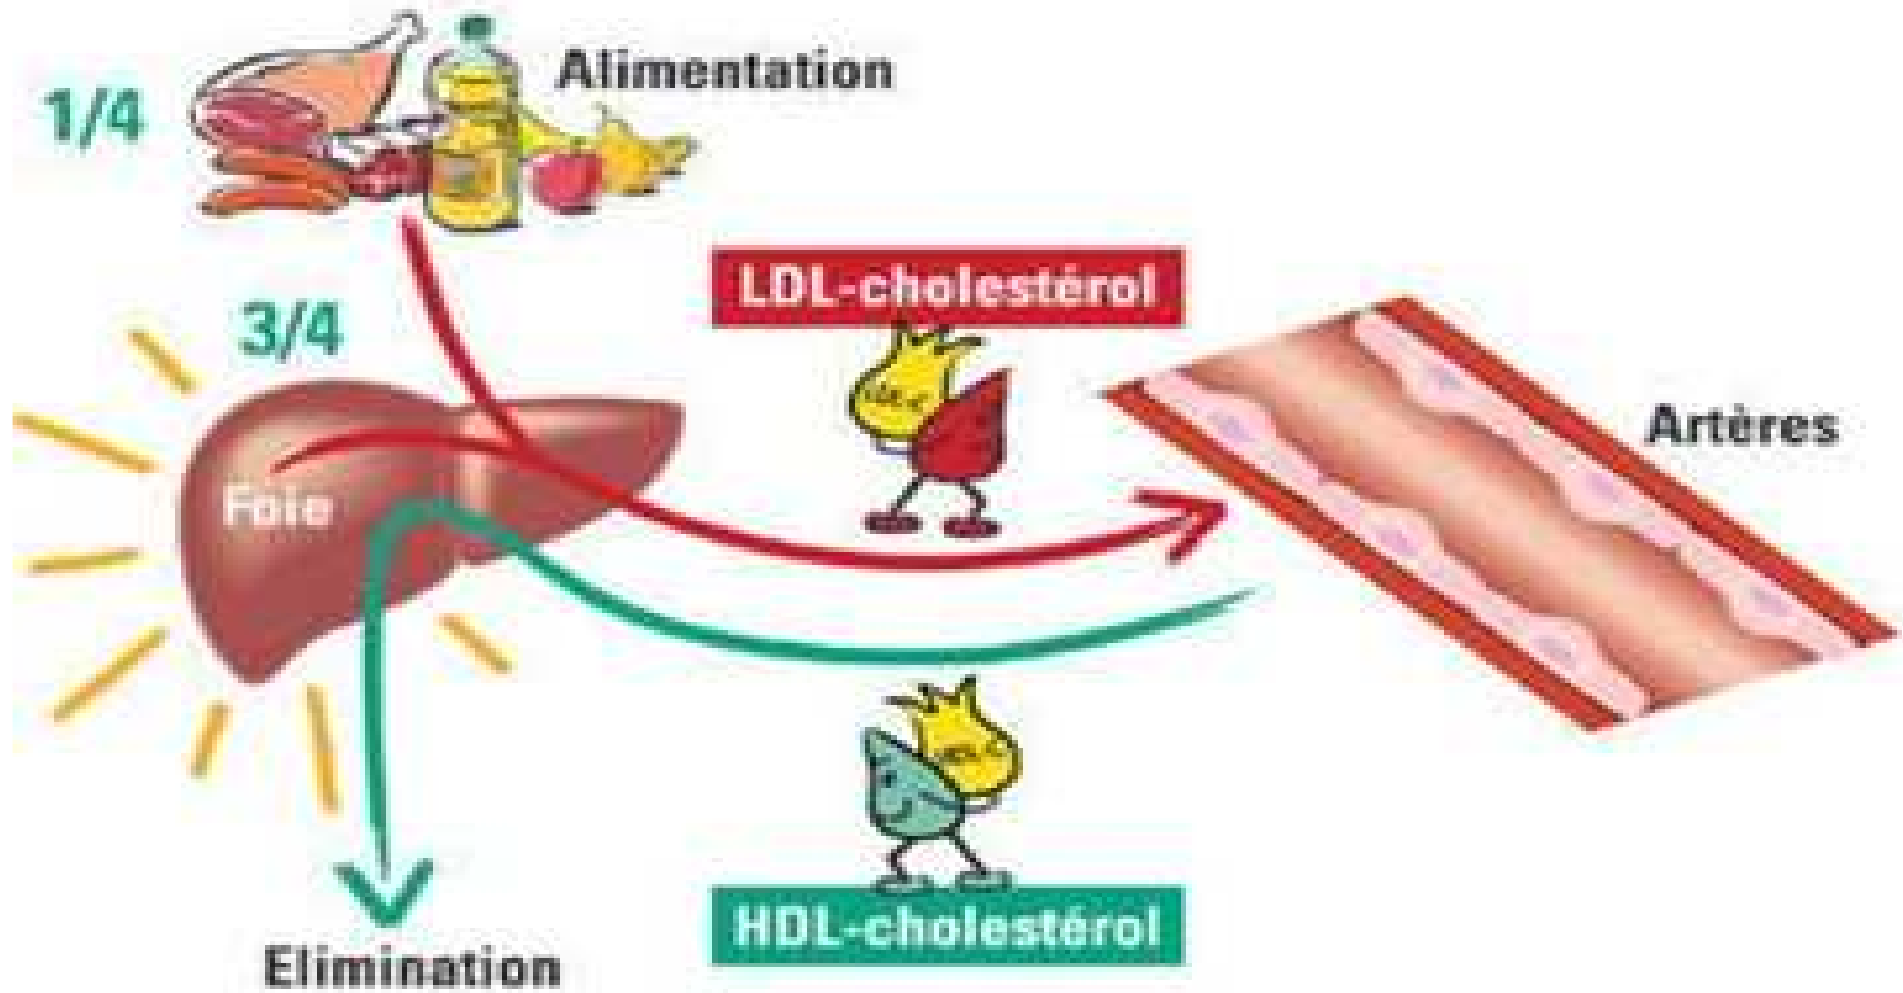 1/4
Alimentation
LDL-cholestérol
3/4
Artères
Foie
HDL-cholestérol
Elimination